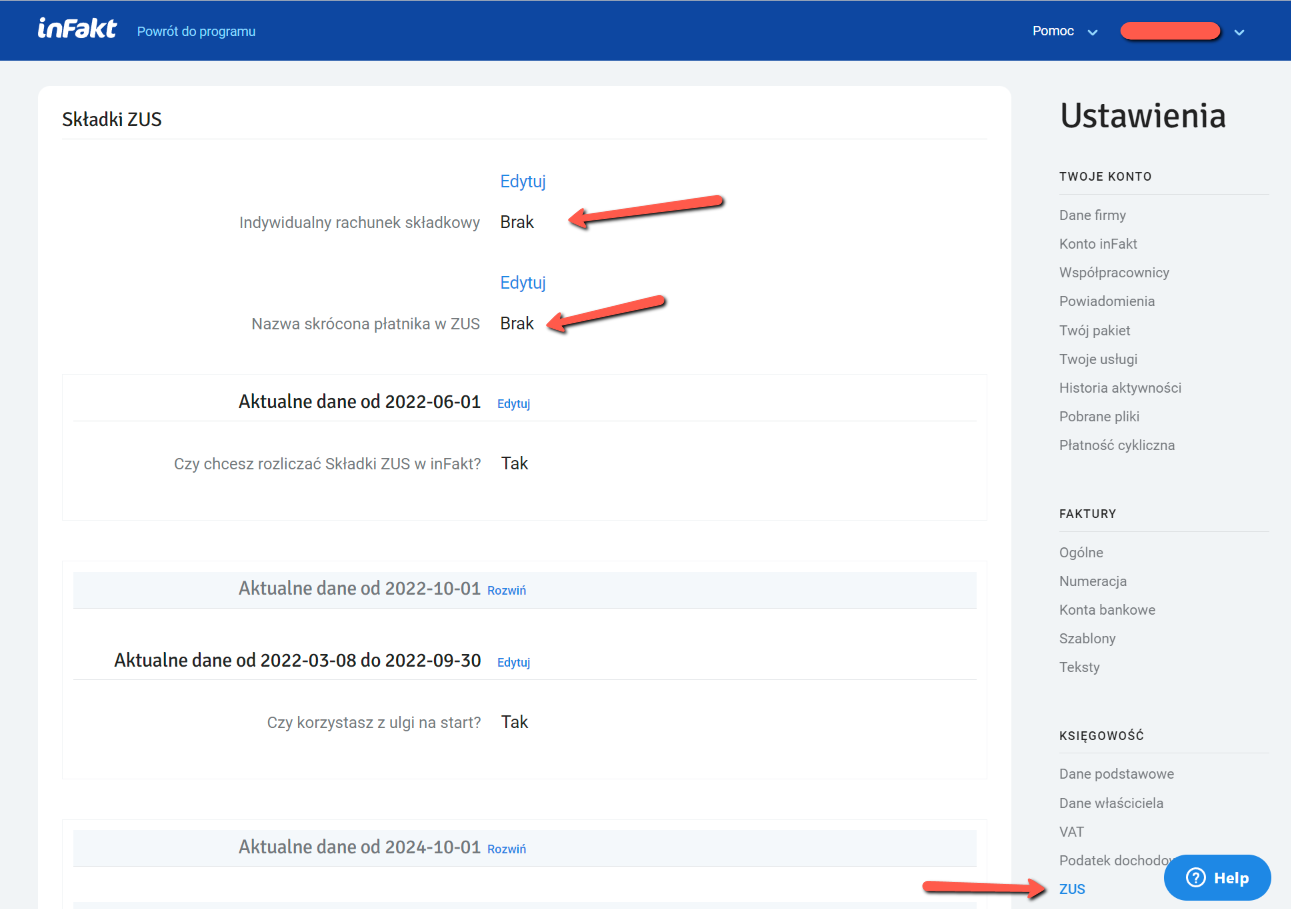 inFakt Powrót do programu Pomoc
Składki ZUS
Edytuj
Indywidualny rachunek składkowy Brak
Edytuj
Nazwa skrócona płatnika w ZUS Brak
Aktualne dane od 2022-06-01 Edytuj
Czy chcesz rozliczać Składki ZUS w inFakt? Tak
Aktualne dane od 2022-10-01 Rozwiń
Aktualne dane od 2022-03-08 do 2022-09-30 Edytuj
Czy korzystasz z ulgi na start? Tak
Aktualne dane od 2024-10-01 Rozwiń
Ustawienia
TWOJE KONTO
Dane firmy
Konto inFakt
Współpracownicy
Powiadomienia
Twój pakiet
Twoje usługi
Historia aktywności
Pobrane pliki
Płatność cykliczna
FAKTURY
Ogólne
Numeracja
Konta bankowe
Szablony
Teksty
KSIĘGOWOŚĆ
Dane podstawowe
Dane właściciela
VAT
Podatek
ZUS
Help